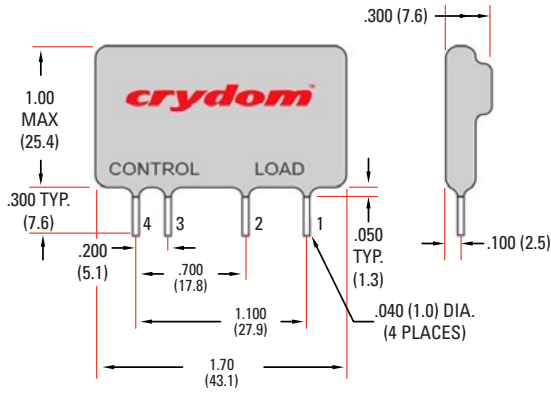 .300 (7.6)
1.00
MAX
(25.4)
crydom™
CONTROL LOAD
.300 TYP.
(7.6)
4 3 2 1
.200
(5.1)
.700
(17.8)
.050
TYP.
(1.3)
.100 (2.5)
1.100
(27.9)
.040 (1.0) DIA.
(4 PLACES)
1.70
(43.1)